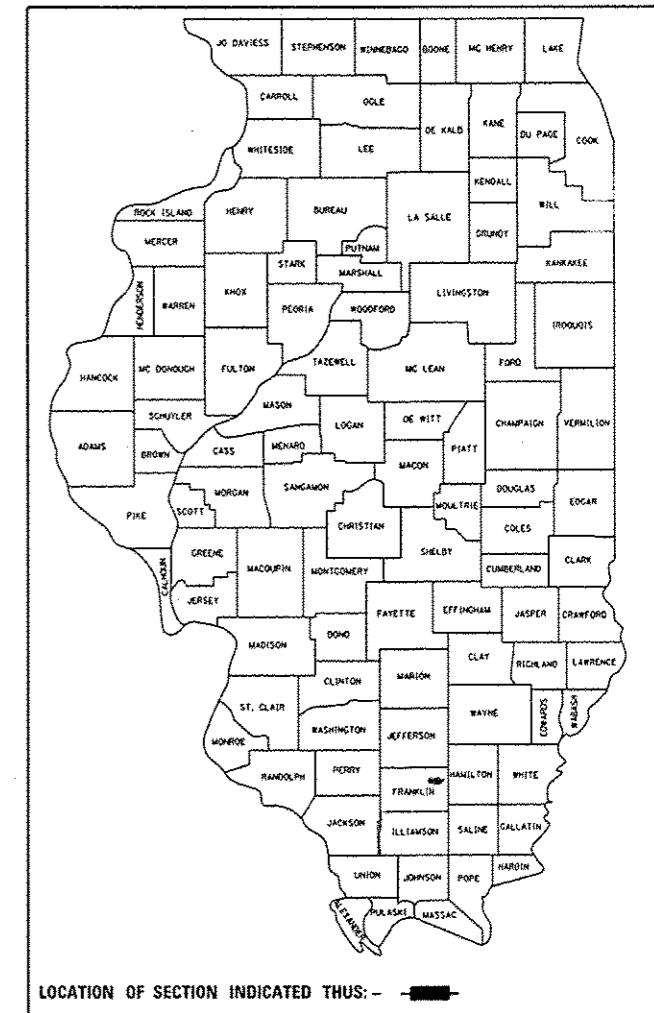 JO DAVIESS STEPHENSON WINNEBAGO BOONE MC HENRY LAKE
CARROLL OGLE DE KALB KANE DU PAGE COOK
WHITESIDE LEE KENDALL WILL
ROCK ISLAND HENRY BUREAU LA SALLE GRUNDY
MERCER PUTNAM KANKAKEE
STARK MARSHALL
HENDERSON WARREN KNOX PEORIA WOODFORD LIVINGSTON IROQUOIS
HANCOCK MC DONOUGH FULTON TAZEWELL MC LEAN FORD
SCHUYLER MASON LOGAN DE WITT CHAMPAIGN VERMILION
ADAMS BROWN CASS MENARD MACON PIATT
PIKE SCOTT MORGAN SANGAMON CHRISTIAN MOULTRIE DOUGLAS EDGAR
COLES
CALHOUN GREENE MACOUPIN MONTGOMERY SHELBY CUMBERLAND CLARK
JERSEY FAYETTE EFFINGHAM JASPER CRAWFORD
MADISON BOND CLAY RICHLAND LAWRENCE
CLINTON MARION
ST. CLAIR WAYNE EDWARDS WABASH
MONROE WASHINGTON JEFFERSON
RANDOLPH PERRY FRANKLIN HAMILTON WHITE
JACKSON ILLIAMSON SALINE GALLATIN
UNION JOHNSON POPE HARDIN
ALEXANDER PULASKI MASSAC
LOCATION OF SECTION INDICATED THUS: -